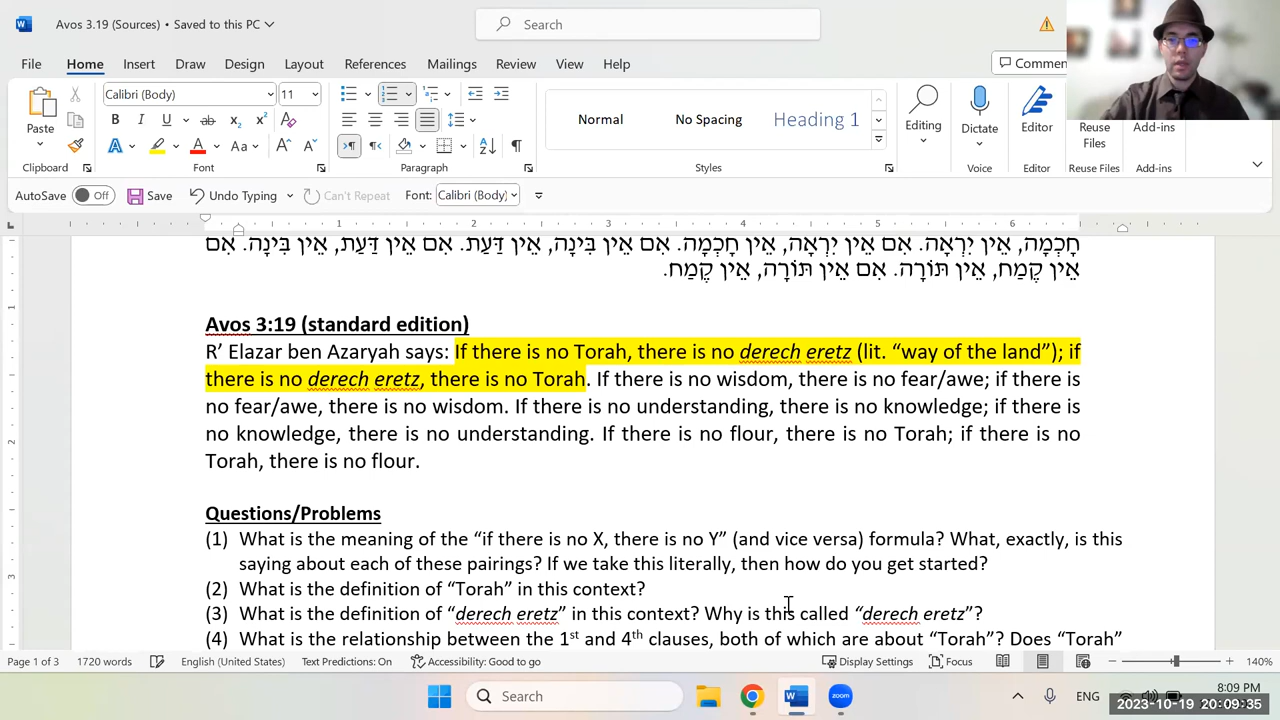 Avos 3.19 (Sources) • Saved to this PC
Search
File Home Insert Draw Design Layout References Mailings Review View Help
Paste
Calibri (Body) 11
Normal
No Spacing
Heading 1
Editing
Dictate
Editor
Reuse Files
Add-ins
Clipboard Font Paragraph Styles Voice Editor Reuse Files Add-ins
AutoSave Off Save Undo Typing Can't Repeat Font: Calibri (Body)
1 2 3 4 5 6
חָכְמָה, אֵין יִרְאָה. אִם אֵין יִרְאָה, אֵין חָכְמָה. אִם אֵין בִּינָה, אֵין דַּעַת. אִם אֵין דַּעַת, אֵין בִּינָה. אִם
אֵין קֶמַח, אֵין תּוֹרָה. אִם אֵין תּוֹרָה, אֵין קֶמַח.
Avos 3:19 (standard edition)
R’ Elazar ben Azaryah says: If there is no Torah, there is no derech eretz (lit. “way of the land”); if
there is no derech eretz, there is no Torah. If there is no wisdom, there is no fear/awe; if there is
no fear/awe, there is no wisdom. If there is no understanding, there is no knowledge; if there is
no knowledge, there is no understanding. If there is no flour, there is no Torah; if there is no
Torah, there is no flour.
Questions/Problems
(1) What is the meaning of the “if there is no X, there is no Y” (and vice versa) formula? What, exactly, is this
saying about each of these pairings? If we take this literally, then how do you get started?
(2) What is the definition of “Torah” in this context?
(3) What is the definition of “derech eretz” in this context? Why is this called “derech eretz”?
(4) What is the relationship between the 1st and 4th clauses, both of which are about “Torah”? Does “Torah”
Page 1 of 3 1720 words English (United States) Text Predictions: On Accessibility: Good to go Display Settings Focus 140%
Search
zoom
ENG
8:09 PM
2023-10-19 20:09:35